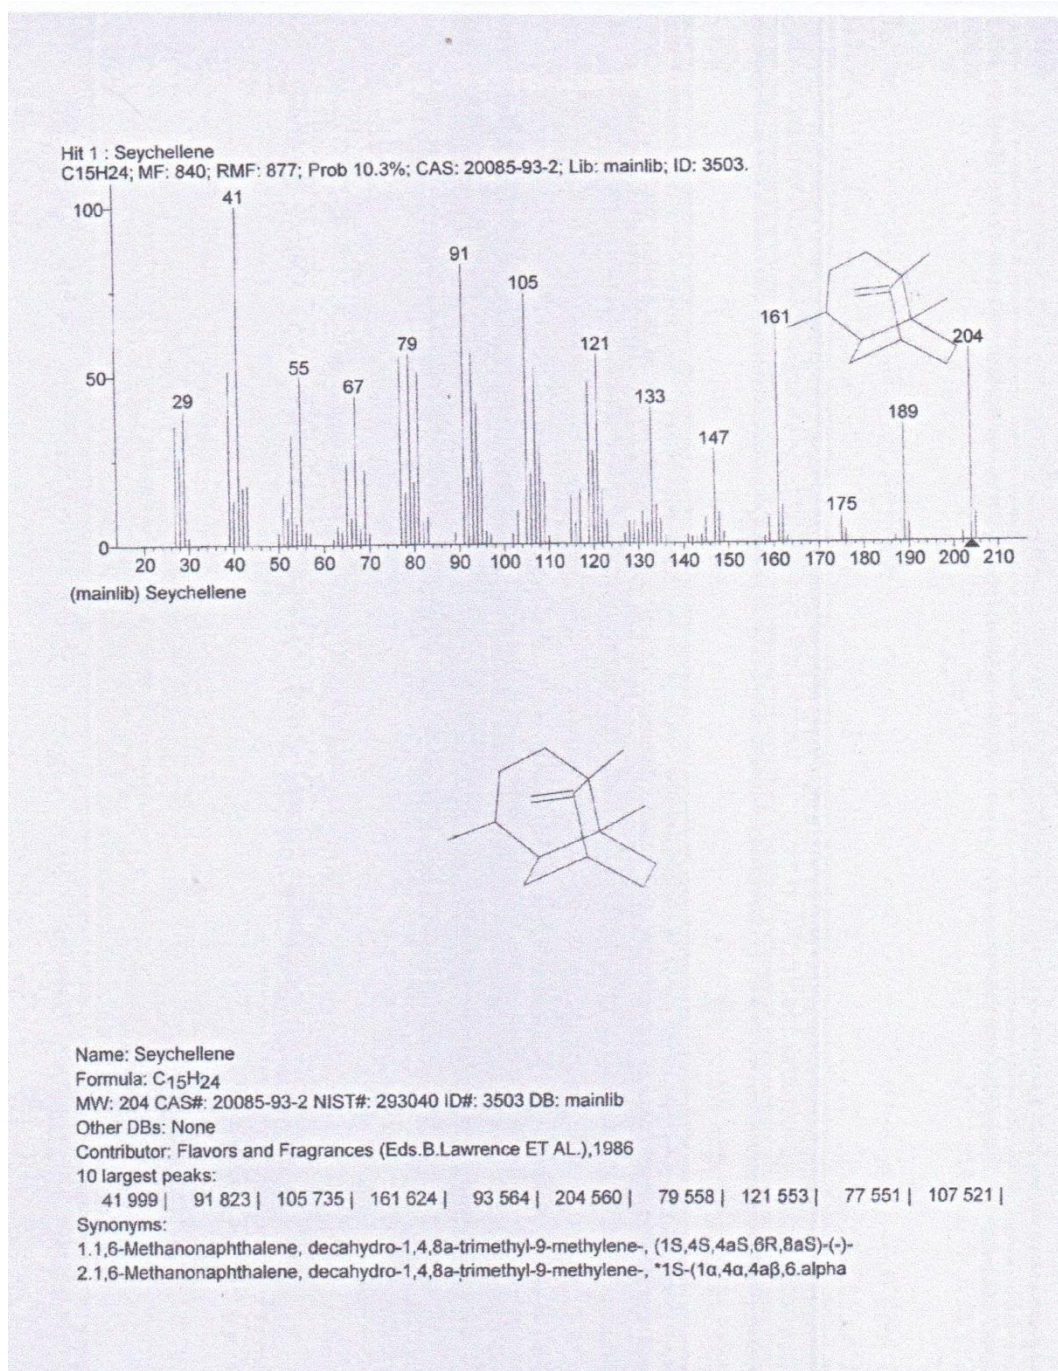 Hit 1 : Seychellene
C15H24; MF: 840; RMF: 877; Prob 10.3%; CAS: 20085-93-2; Lib: mainlib; ID: 3503.
100
41
91
105
161
204
50
29
55
67
79
121
133
147
175
189
0
20 30 40 50 60 70 80 90 100 110 120 130 140 150 160 170 180 190 200 210
(mainlib) Seychellene
Name: Seychellene
Formula: C15H24
MW: 204 CAS#: 20085-93-2 NIST#: 293040 ID#: 3503 DB: mainlib
Other DBs: None
Contributor: Flavors and Fragrances (Eds.B.Lawrence ET AL.),1986
10 largest peaks:
41 999 | 91 823 | 105 735 | 161 624 | 93 564 | 204 560 | 79 558 | 121 553 | 77 551 | 107 521 |
Synonyms:
1.1,6-Methanonaphthalene, decahydro-1,4,8a-trimethyl-9-methylene-, (1S,4S,4aS,6R,8aS)-(-)-
2.1,6-Methanonaphthalene, decahydro-1,4,8a-trimethyl-9-methylene-, *1S-(1α,4α,4aβ,6.alpha